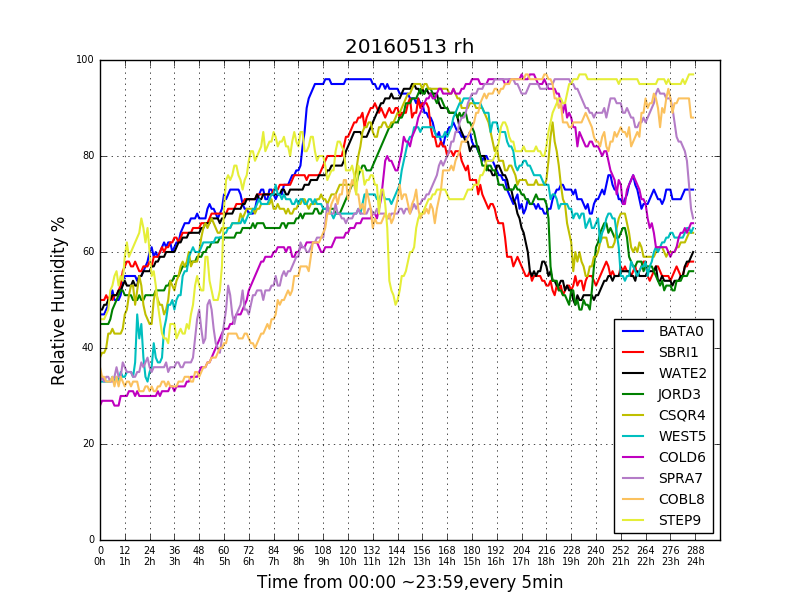 20160513 rh
100
80
60
40
20
0
Relative Humidity %
0 12 24 36 48 60 72 84 96 108 120 132 144 156 168 180 192 204 216 228 240 252 264 276 288
0h 1h 2h 3h 4h 5h 6h 7h 8h 9h 10h 11h 12h 13h 14h 15h 16h 17h 18h 19h 20h 21h 22h 23h 24h
Time from 00:00 ~23:59,every 5min
BATA0
SBRI1
WATE2
JORD3
CSQR4
WEST5
COLD6
SPRA7
COBL8
STEP9